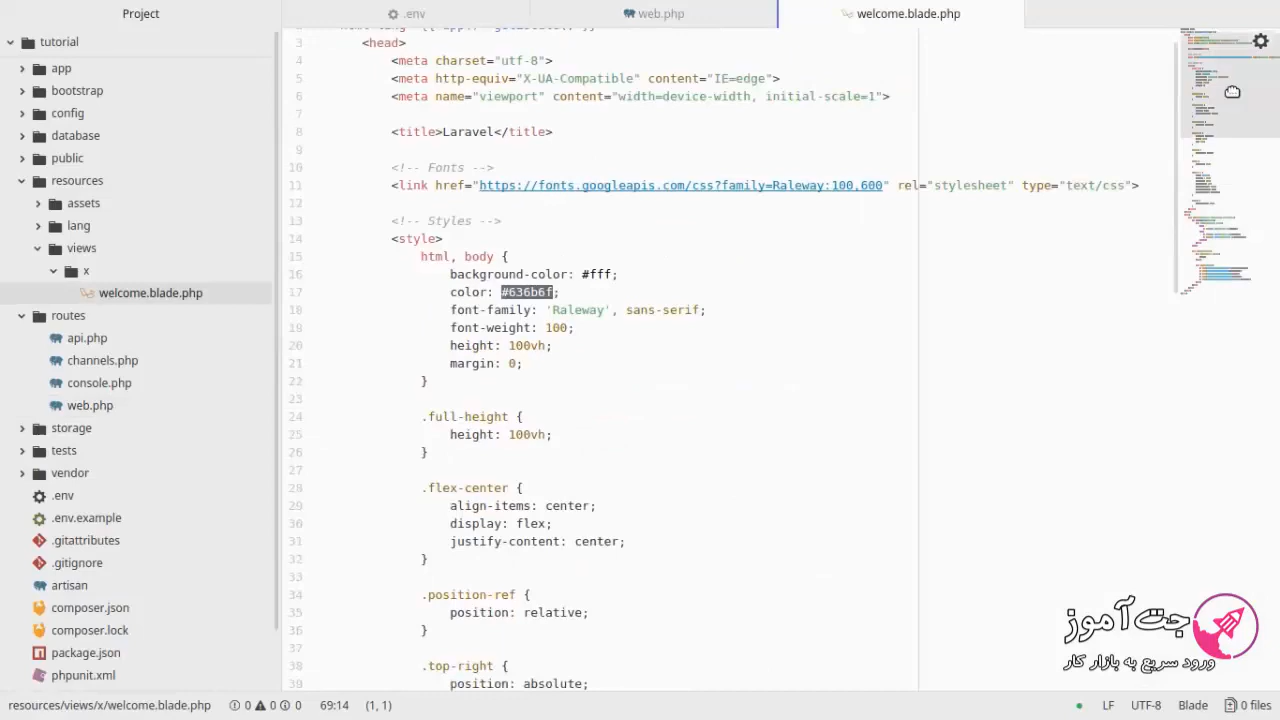 Project
.env
web.php
welcome.blade.php
tutorial
app
bootstrap
config
database
public
resources
assets
lang
views
x
welcome.blade.php
routes
api.php
channels.php
console.php
web.php
storage
tests
vendor
.env
.env.example
.gitattributes
.gitignore
artisan
composer.json
composer.lock
package.json
phpunit.xml
3 <head>
4 <meta charset="utf-8">
5 <meta http-equiv="X-UA-Compatible" content="IE=edge">
6 <meta name="viewport" content="width=device-width, initial-scale=1">
7
8 <title>Laravel</title>
9
10 <!-- Fonts -->
11 <link href="https://fonts.googleapis.com/css?family=Raleway:100,600" rel="stylesheet" type="text/css">
12
13 <!-- Styles -->
14 <style>
15 html, body {
16 background-color: #fff;
17 color: #636b6f;
18 font-family: 'Raleway', sans-serif;
19 font-weight: 100;
20 height: 100vh;
21 margin: 0;
22 }
23
24 .full-height {
25 height: 100vh;
26 }
27
28 .flex-center {
29 align-items: center;
30 display: flex;
31 justify-content: center;
32 }
33
34 .position-ref {
35 position: relative;
36 }
37
38 .top-right {
39 position: absolute;
جت آموز
ورود سریع به بازار کار
resources/views/x/welcome.blade.php 0 0 0 69:14 (1, 1) LF UTF-8 Blade 0 files